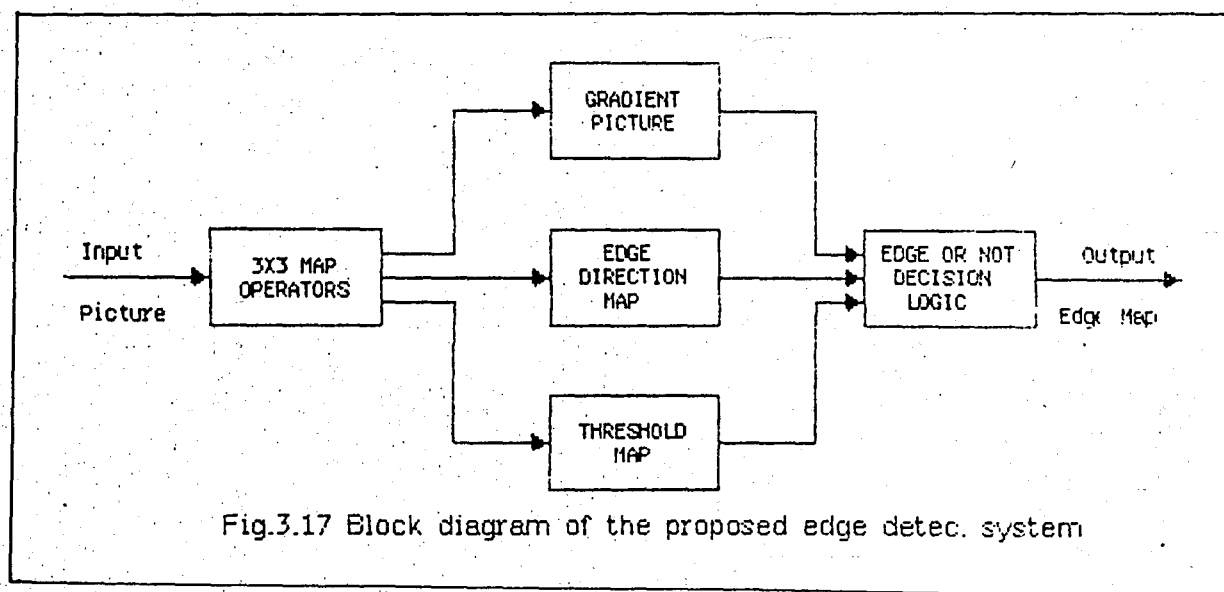 GRADIENT
PICTURE
Input
Picture
3X3 MAP
OPERATORS
EDGE
DIRECTION
MAP
EDGE OR NOT
DECISION
LOGIC
Output
Edge Map
THRESHOLD
MAP
Fig.3.17 Block diagram of the proposed edge detec. system